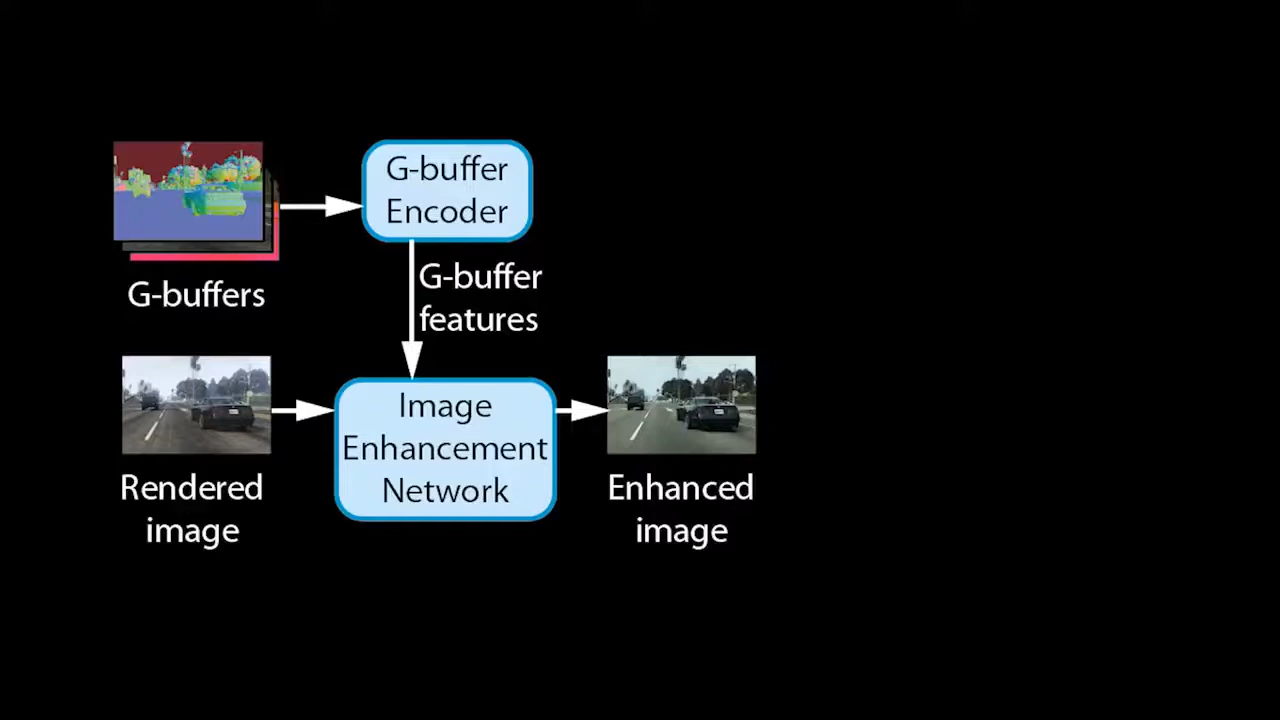 G-buffer
Encoder
G-buffers
G-buffer
features
Image
Enhancement
Network
Rendered
image
Enhanced
image